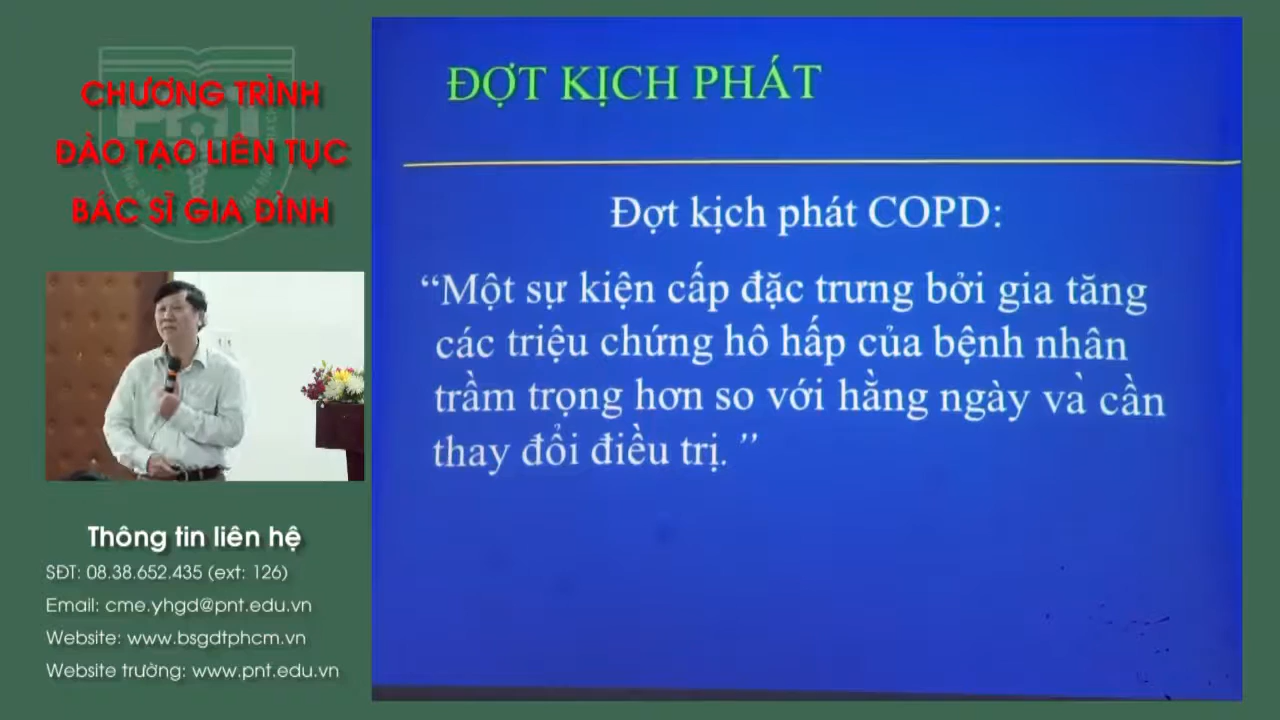 CHƯƠNG TRÌNH
ĐÀO TẠO LIÊN TỤC
BÁC SĨ GIA ĐÌNH
Thông tin liên hệ
SĐT: 08.38.652.435 (ext: 126)
Email: cme.yhgd@pnt.edu.vn
Website: www.bsgdtphcm.vn
Website trường: www.pnt.edu.vn
ĐỢT KỊCH PHÁT
Đợt kịch phát COPD:
“Một sự kiện cấp đặc trưng bởi gia tăng
các triệu chứng hô hấp của bệnh nhân
trầm trọng hơn so với hằng ngày và cần
thay đổi điều trị. ”